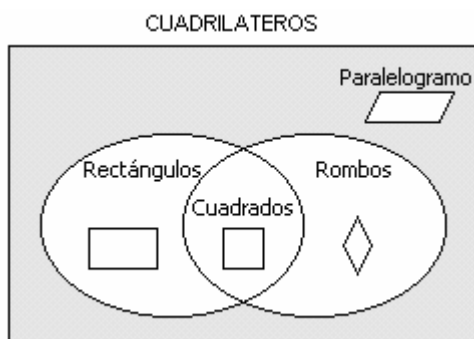 CUADRILATEROS
Paralelogramo
Rectángulos
Rombos
Cuadrados